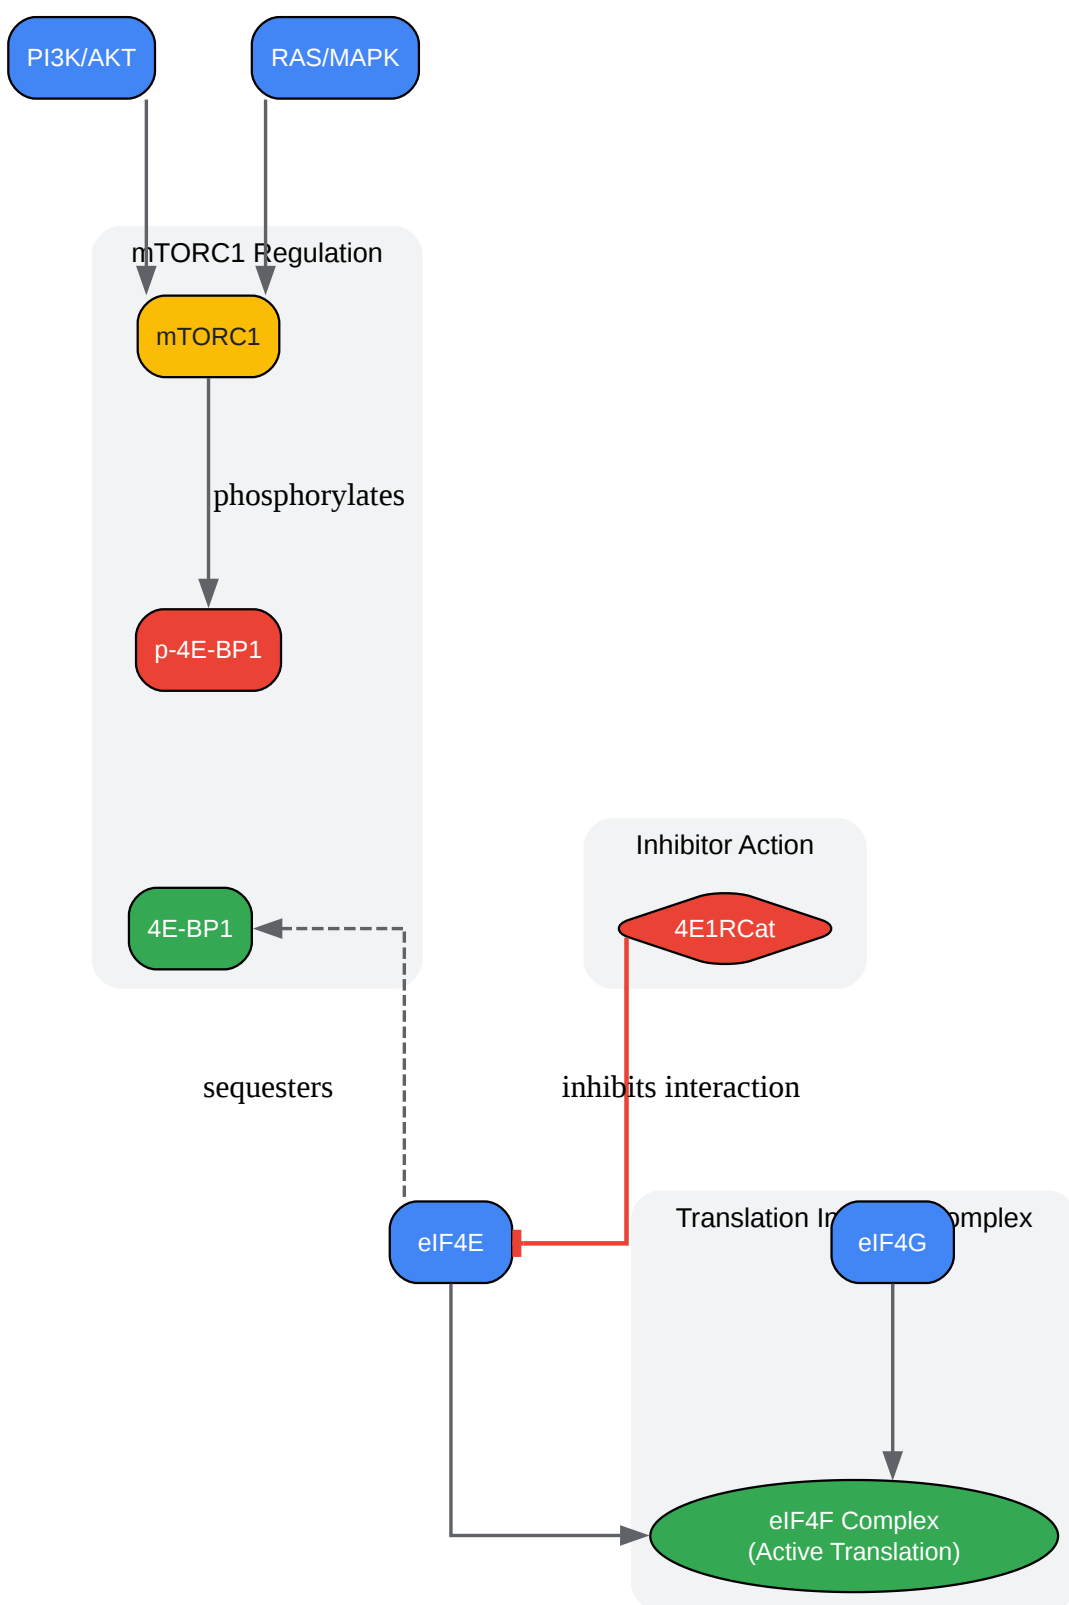 PI3K/AKT
RAS/MAPK
mTORC1 Regulation
mTORC1
phosphorylates
p-4E-BP1
Inhibitor Action
4E-BP1
4E1RCat
sequesters
inhibits interaction
Translation
eIF4E
eIF4G
eIF4F Complex
(Active Translation)